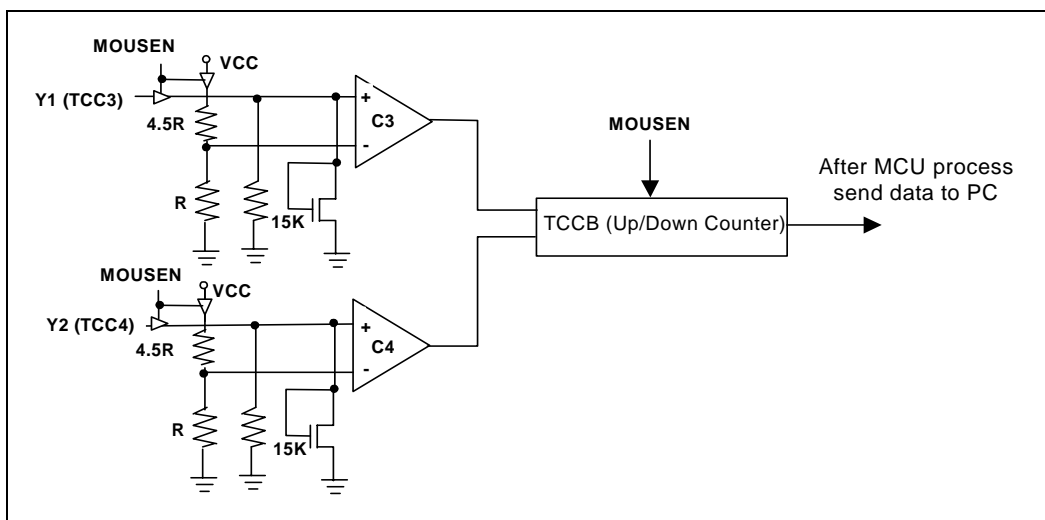 MOUSEN
VCC
Y1 (TCC3)
4.5R
+
C3
-
R
15K
MOUSEN
After MCU process
send data to PC
TCCB (Up/Down Counter)
MOUSEN
VCC
Y2 (TCC4)
4.5R
+
C4
-
R
15K